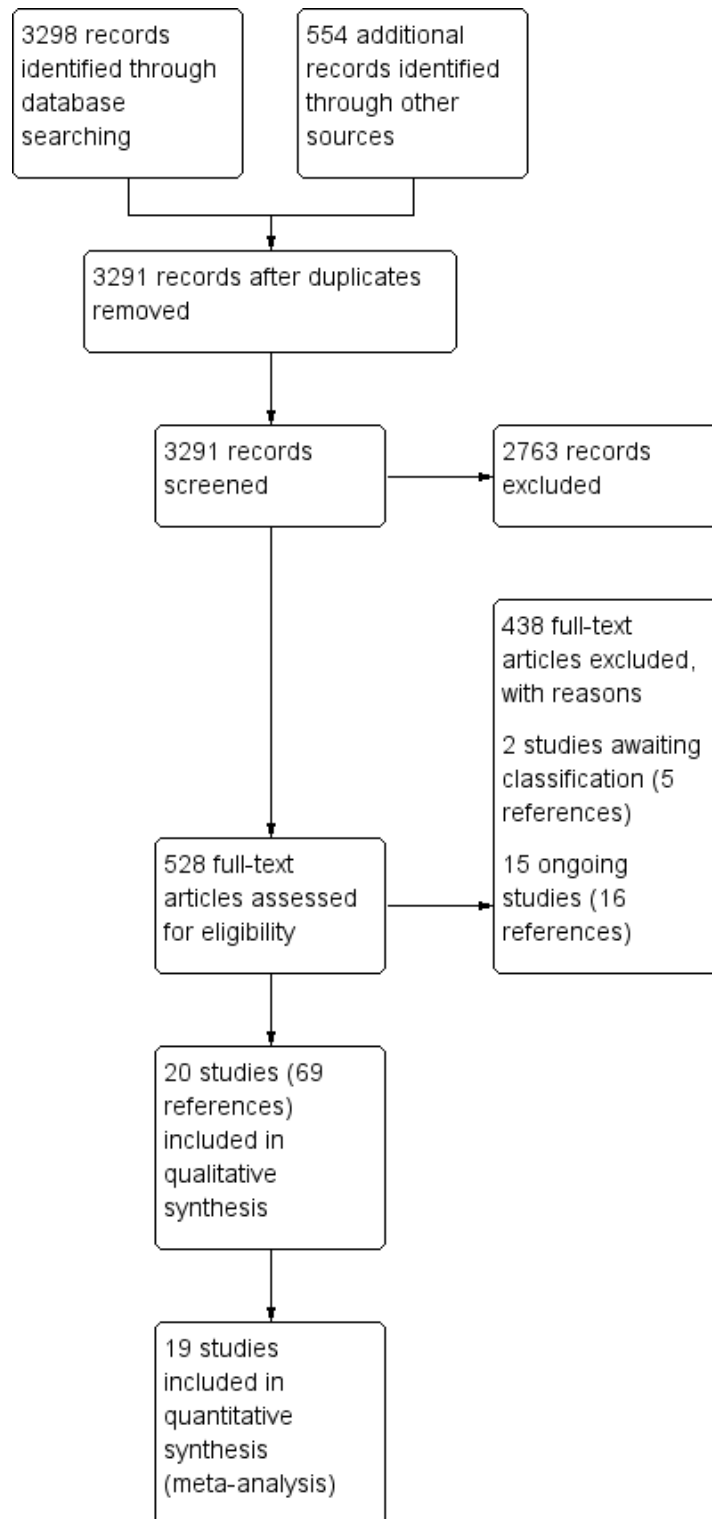 3298 records
identified through
database
searching
554 additional
records identified
through other
sources
3291 records after duplicates
removed
3291 records
screened
2763 records
excluded
438 full-text
articles excluded,
with reasons
2 studies awaiting
classification (5
references)
15 ongoing
studies (16
references)
528 full-text
articles assessed
for eligibility
20 studies (69
references)
included in
qualitative
synthesis
19 studies
included in
quantitative
synthesis
(meta-analysis)